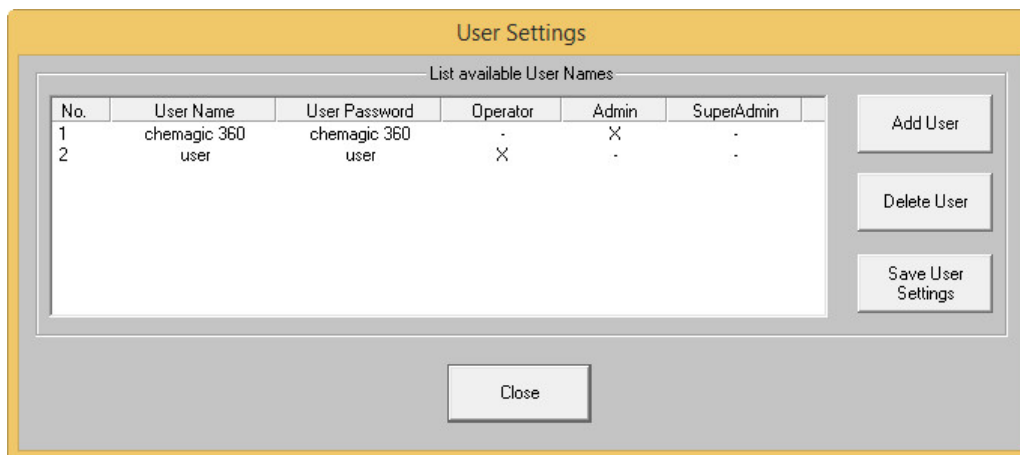 User Settings
List available User Names
No. User Name User Password Operator Admin SuperAdmin
1 chemagic 360 chemagic 360 - X -
2 user user X - -
Add User
Delete User
Save User
Settings
Close